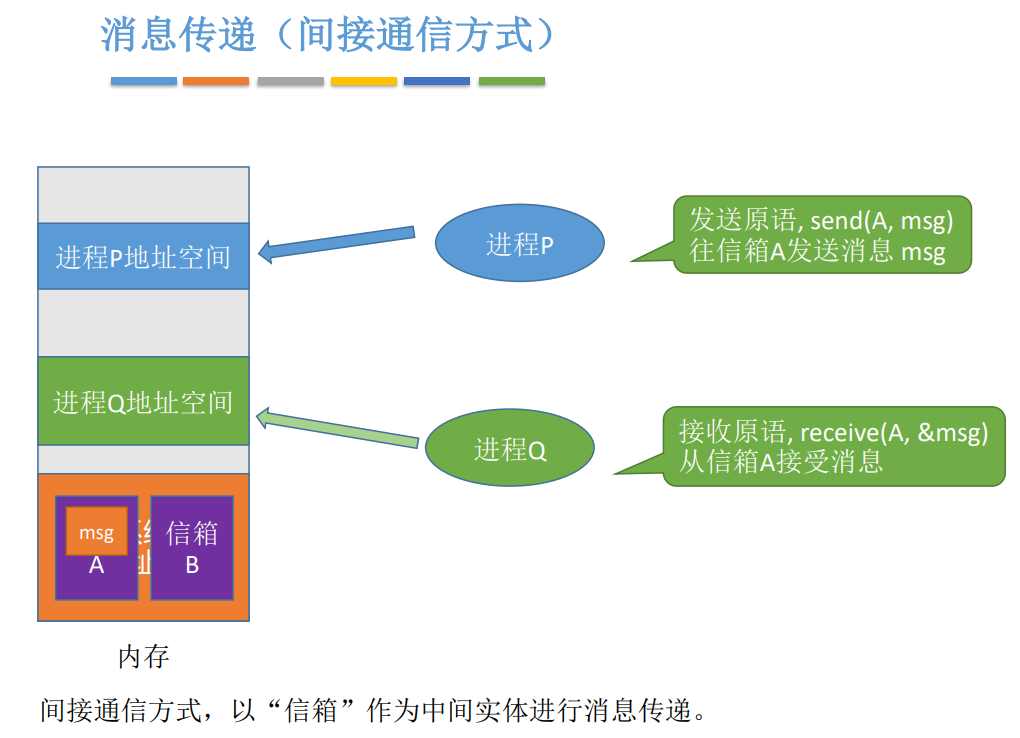 消息传递（间接通信方式）
进程P地址空间
进程P
发送原语, send(A, msg)
往信箱A发送消息 msg
进程Q地址空间
进程Q
接收原语, receive(A, &msg)
从信箱A接受消息
msg
A
信箱
B
内存
间接通信方式，以“信箱”作为中间实体进行消息传递。